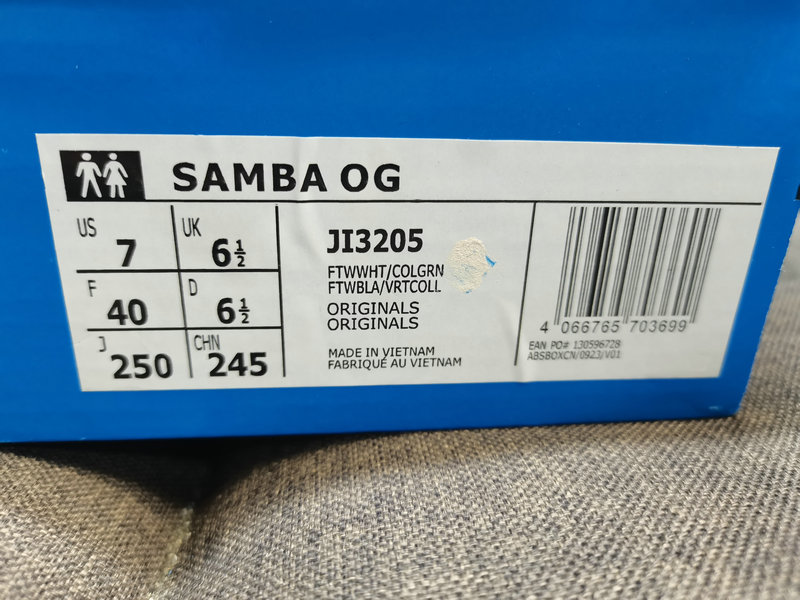 SAMBA OG
US 7 UK 6½
F 40 D 6½
J 250 CHN 245
JI3205
FTWWHT/COLGRN
FTWBLA/VRTCOLL
ORIGINALS
ORIGINALS
MADE IN VIETNAM
FABRIQUÉ AU VIETNAM
4 066765 703699
EAN PO# 130596728
ABSBOXCN/0923/V01